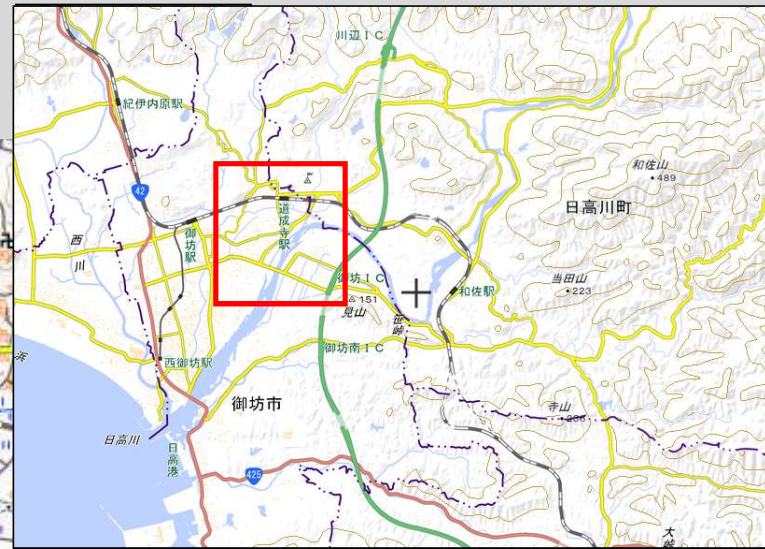 川辺ＩＣ
紀伊内原駅
和佐山
489
42
日高川町
道成寺駅
西川
御坊駅
御坊ＩＣ
当田山
223
和佐駅
151
見山
笹峠
御坊南ＩＣ
浜
西御坊駅
御坊市
寺山
日高川
日高港
425
大峠